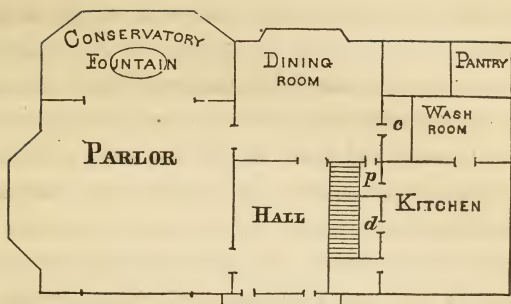 CONSERVATORY
FOUNTAIN
DINING
ROOM
PANTRY
c
WASH
ROOM
PARLOR
p
HALL
d
KITCHEN